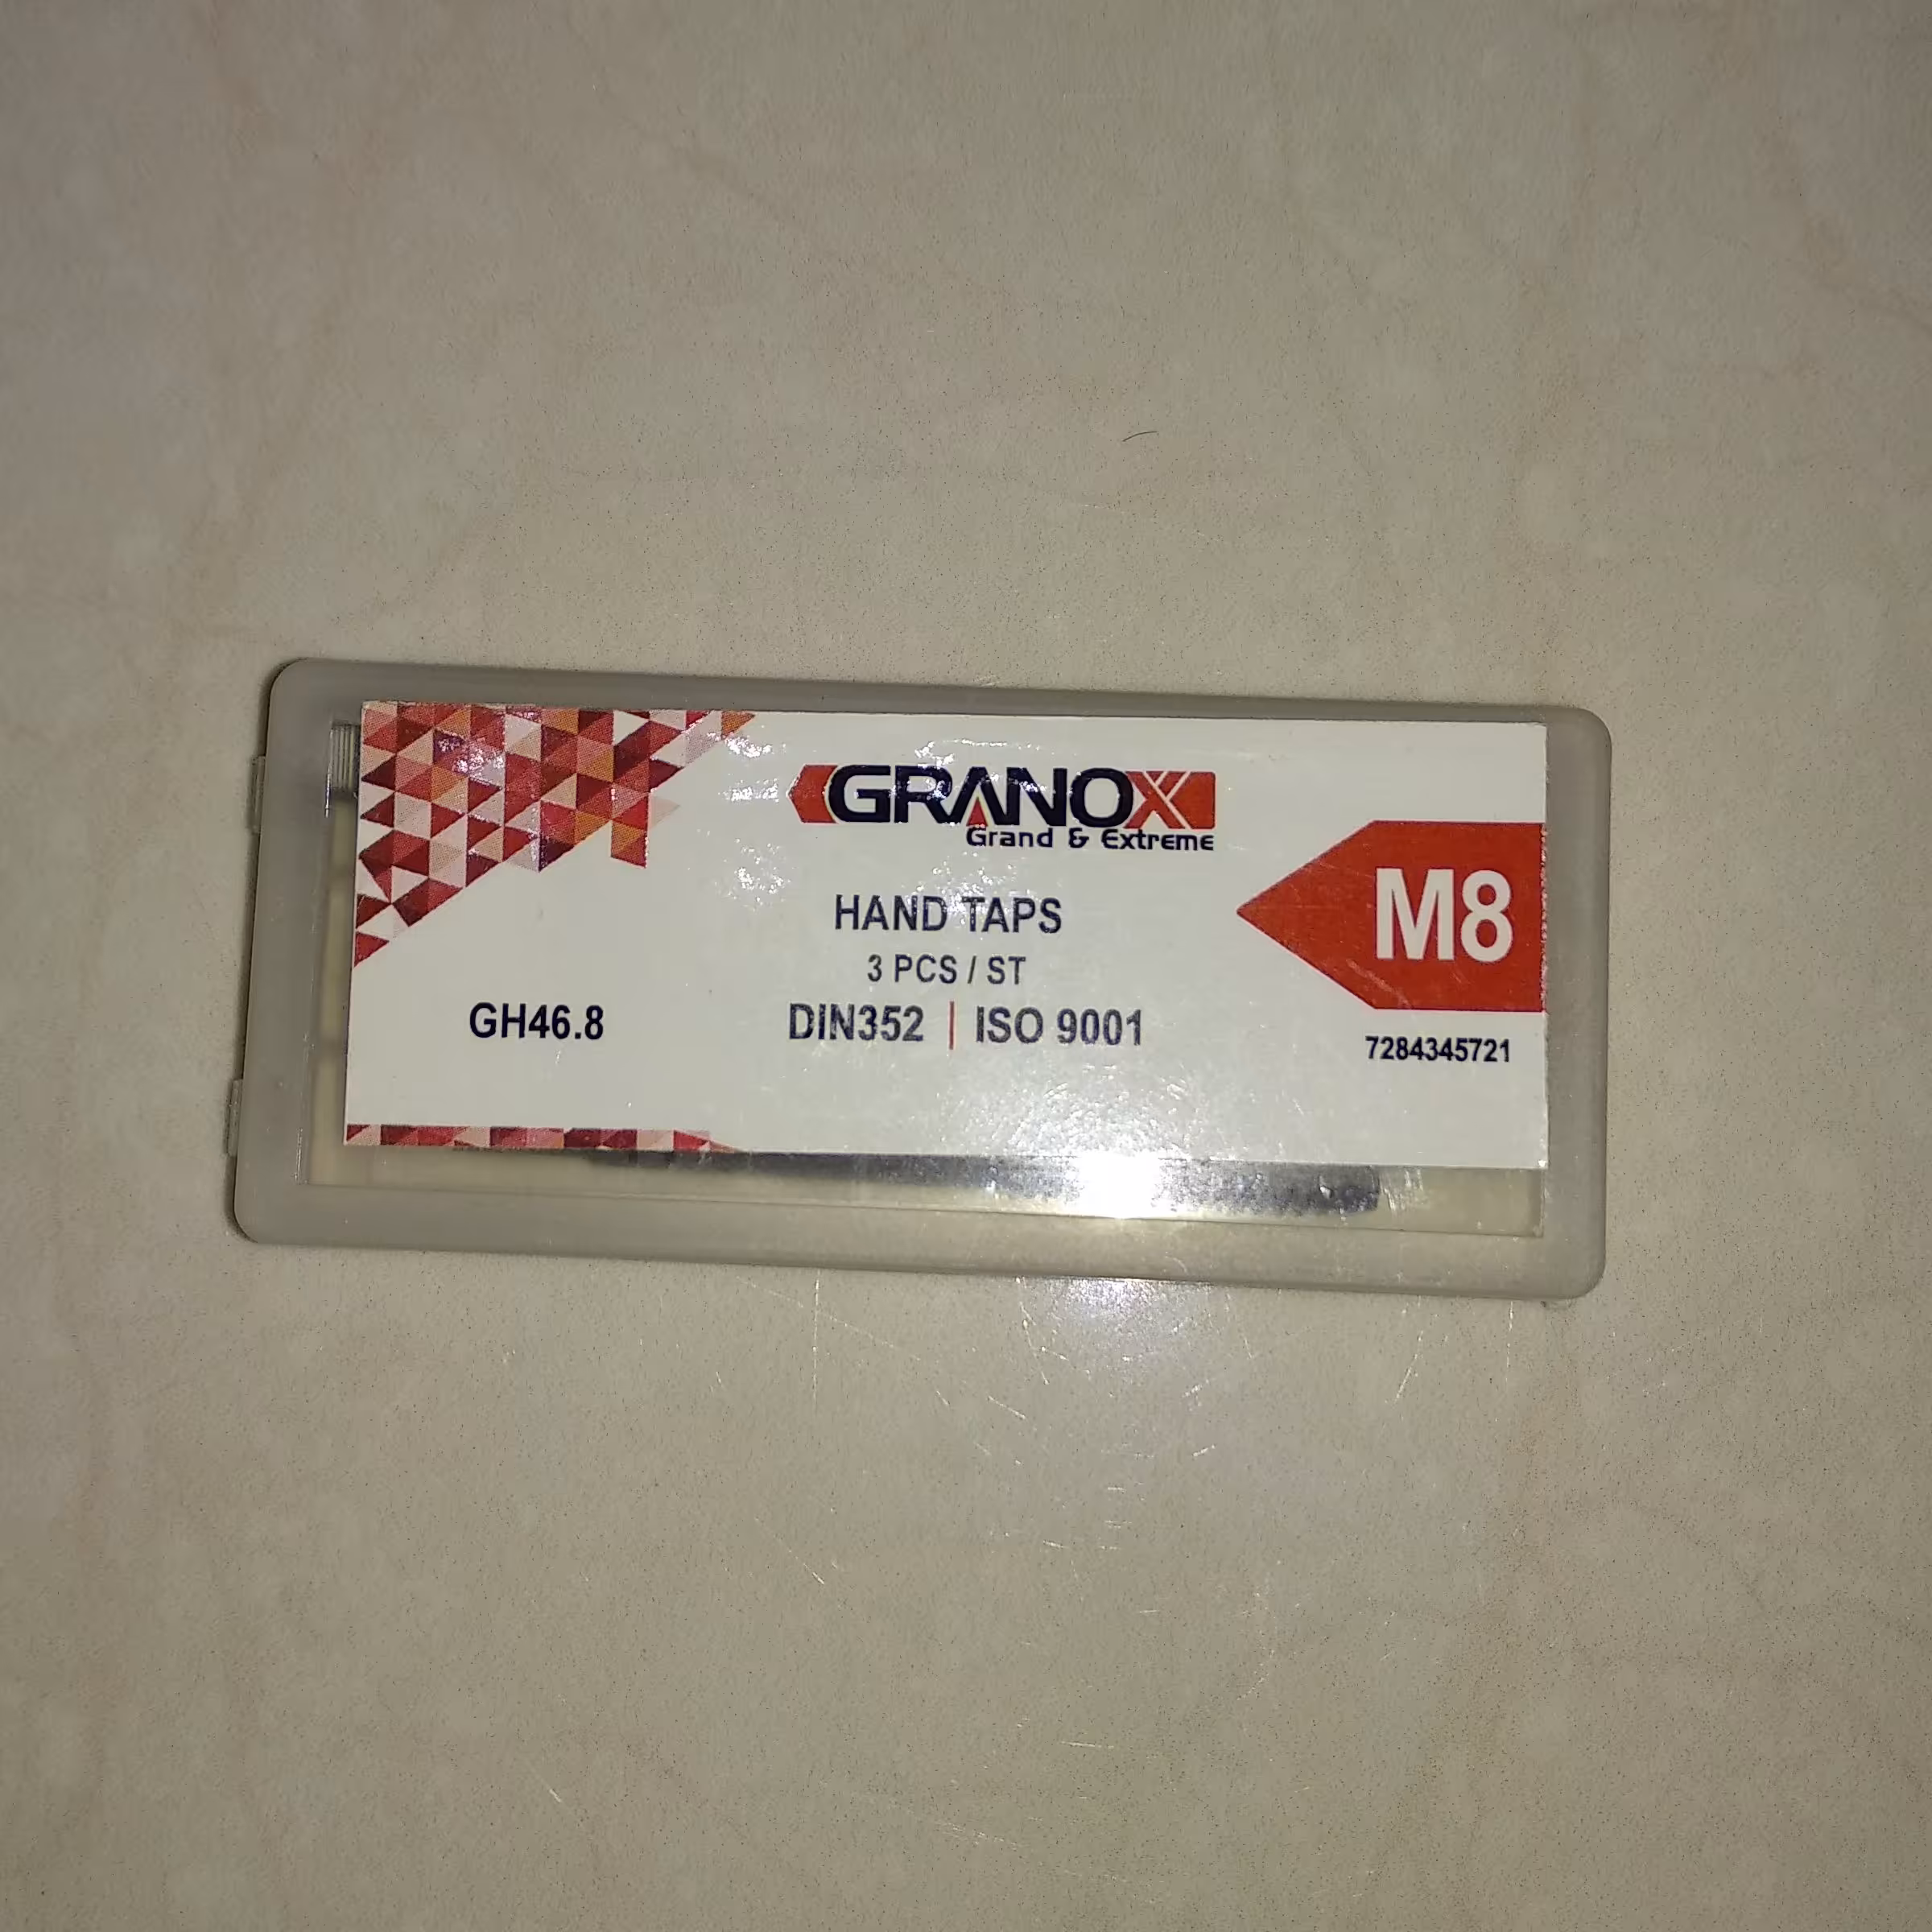 GRANOX
Grand & Extreme
M8
HAND TAPS
3 PCS / ST
GH46.8
DIN352 | ISO 9001
7284345721